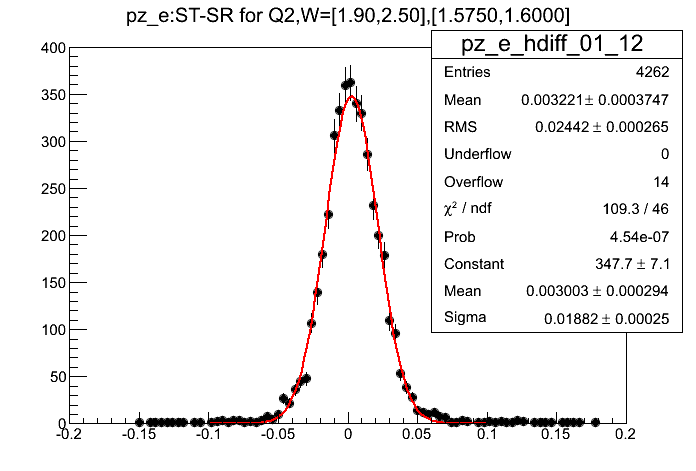 pz_e:ST-SR for Q2,W=[1.90,2.50],[1.5750,1.6000]
pz_e_hdiff_01_12
Entries 4262
Mean 0.003221± 0.0003747
RMS 0.02442 ± 0.000265
Underflow 0
Overflow 14
χ² / ndf 109.3 / 46
Prob 4.54e-07
Constant 347.7 ± 7.1
Mean 0.003003 ± 0.000294
Sigma 0.01882 ± 0.00025
400
350
300
250
200
150
100
50
0
-0.2 -0.15 -0.1 -0.05 0 0.05 0.1 0.15 0.2